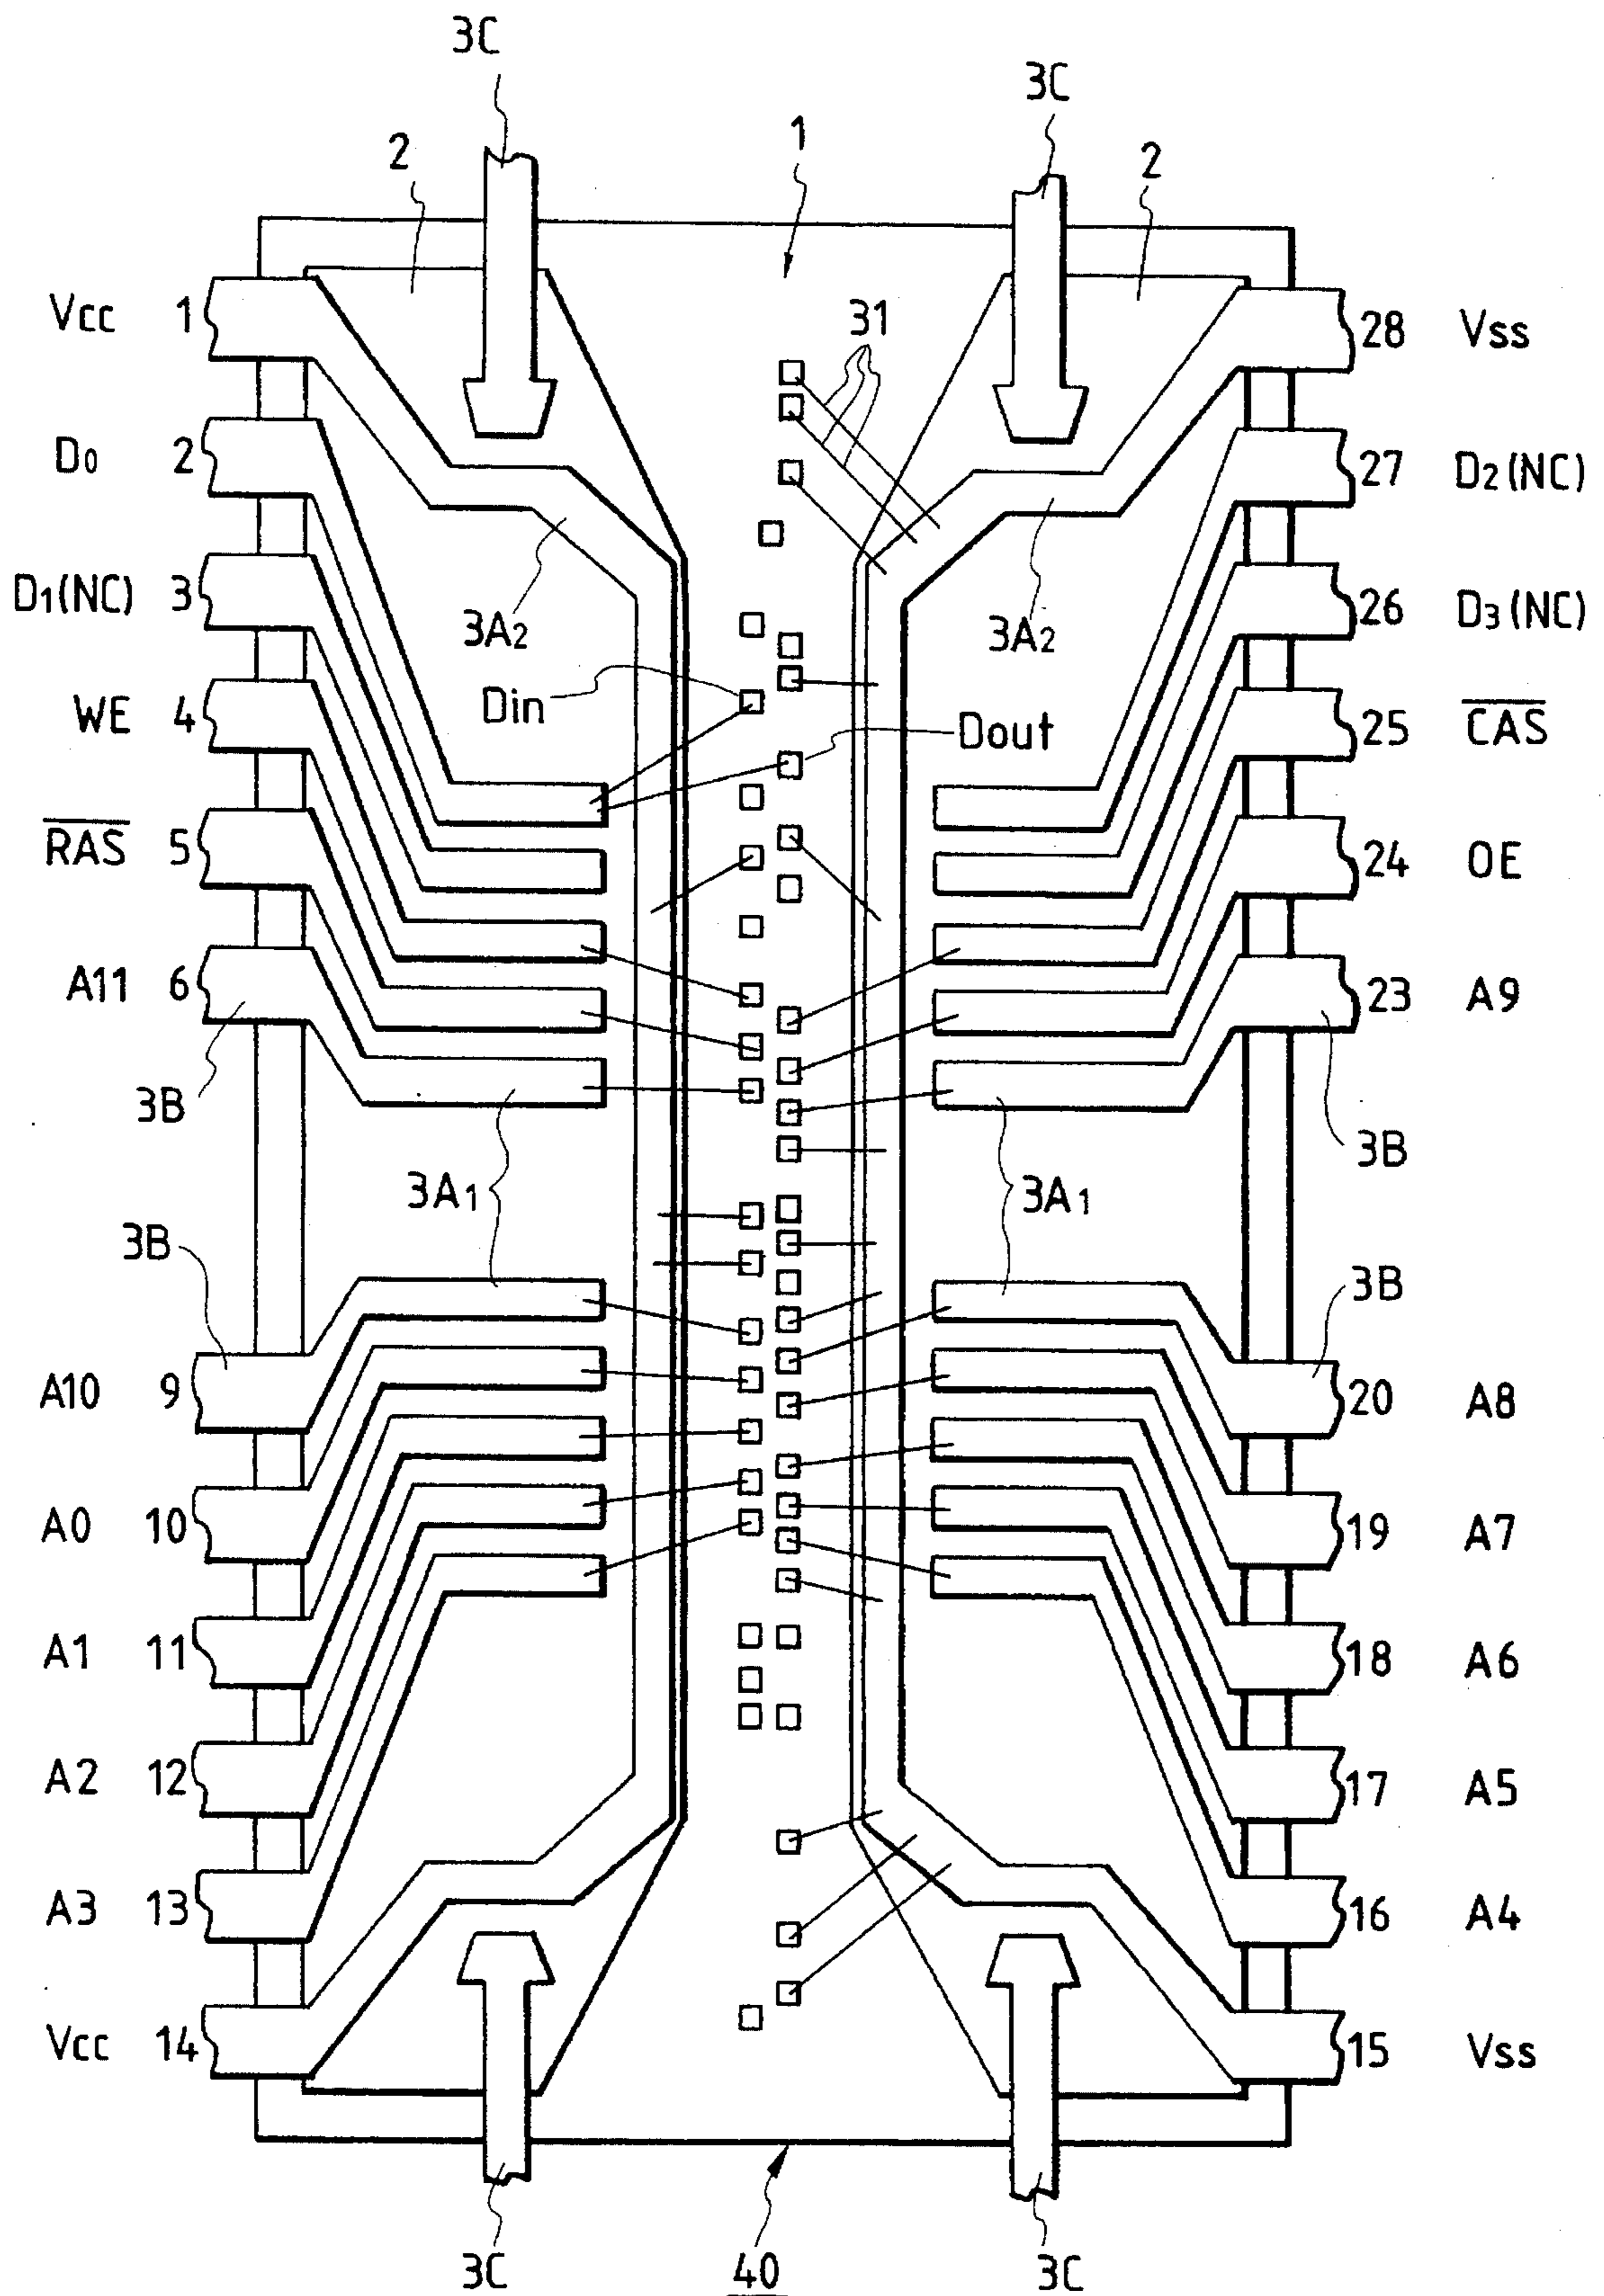 3C
3C
2
1
2
31
Vcc 1
28 Vss
D0 2
27 D2(NC)
D1(NC) 3
26 D3(NC)
3A2
3A2
Din
Dout
WE 4
25 C̅A̅S̅
R̅A̅S̅ 5
24 OE
A11 6
23 A9
3B
3B
3A1
3A1
3B
3B
A10 9
20 A8
A0 10
19 A7
A1 11
18 A6
A2 12
17 A5
A3 13
16 A4
Vcc 14
15 Vss
3C
40
3C